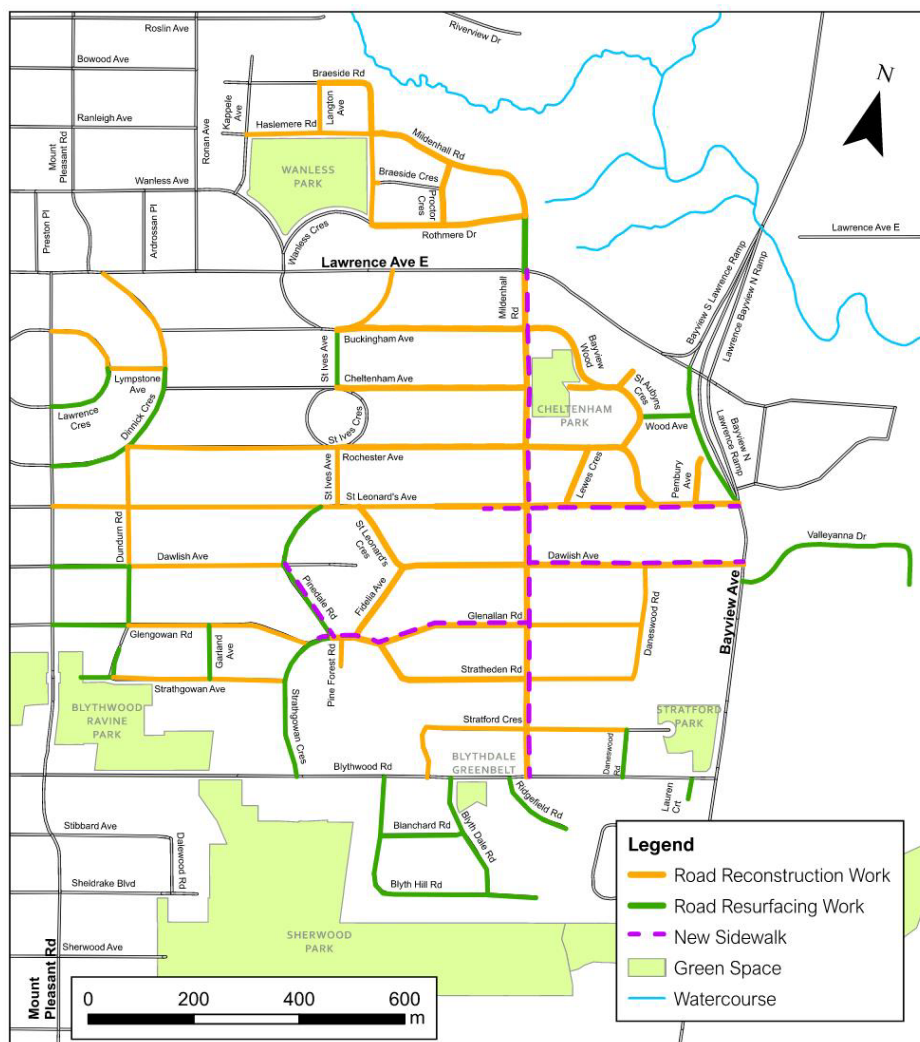 Roslin Ave
Riverview Dr
Bowood Ave
Braeside Rd
N
Ranleigh Ave
Mount
Pleasant Rd
Ronan Ave
Kappele
Ave
Langton
Ave
Haslemere Rd
Mildenhall Rd
WANLESS
PARK
Braeside Cres
Wanless Ave
Proctor
Cres
Preston Pl
Ardrossan Pl
Wanless Cres
Rothmere Dr
Lawrence Ave E
Lawrence Ave E
Bayview S Lawrence Ramp
Lawrence Bayview N Ramp
Mildenhall
Rd
Buckingham Ave
Bayview
Wood
St Ives Ave
Lympstone
Ave
Cheltenham Ave
St Aubyns
Cres
CHELTENHAM
PARK
Lawrence
Cres
Dinnick Cres
St Ives Cres
Wood Ave
Bayview N
Lawrence Ramp
Rochester Ave
St Ives Ave
Lewes Cres
Pembury
Ave
St Leonard's Ave
Dundurn Rd
St Leonard's
Cres
Dawlish Ave
Dawlish Ave
Valleyanna Dr
Pinedale Rd
Fidelia Ave
Glenallan Rd
Daneswood Rd
Bayview Ave
Glengowan Rd
Garland
Ave
Pine Forest Rd
Stratheden Rd
Strathgowan Ave
Strathgowan Cres
BLYTHWOOD
RAVINE
PARK
Stratford Cres
STRATFORD
PARK
Blythwood Rd
BLYTHDALE
GREENBELT
Daneswood
Rd
Ridgefield Rd
Lauren
Crt
Stibbard Ave
Dalewood Rd
Blanchard Rd
Blyth Dale Rd
Sheidrake Blvd
Blyth Hill Rd
SHERWOOD
PARK
Sherwood Ave
Mount
Pleasant Rd
0 200 400 600
m
Legend
Road Reconstruction Work
Road Resurfacing Work
New Sidewalk
Green Space
Watercourse